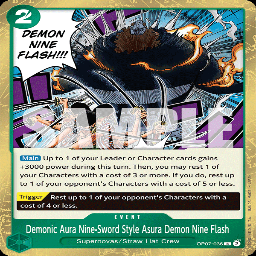 2
DEMON
NINE
FLASH!!!
SAMPLE
Main Up to 1 of your Leader or Character cards gains
+3000 power during this turn. Then, you may rest 1 of
your Characters with a cost of 3 or more. If you do, rest up
to 1 of your opponent's Characters with a cost of 5 or less.
Trigger Rest up to 1 of your opponent's Characters with a
cost of 4 or less.
EVENT
Demonic Aura Nine-Sword Style Asura Demon Nine Flash
Supernovas/Straw Hat Crew
OP07-036